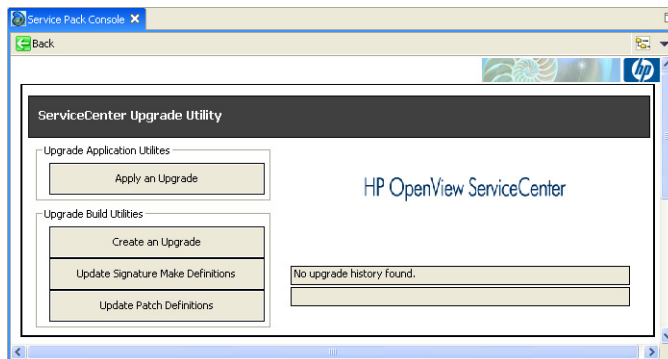 Service Pack Console
Back
hp
ServiceCenter Upgrade Utility
Upgrade Application Utilites
Apply an Upgrade
HP OpenView ServiceCenter
Upgrade Build Utilities
Create an Upgrade
Update Signature Make Definitions
No upgrade history found.
Update Patch Definitions